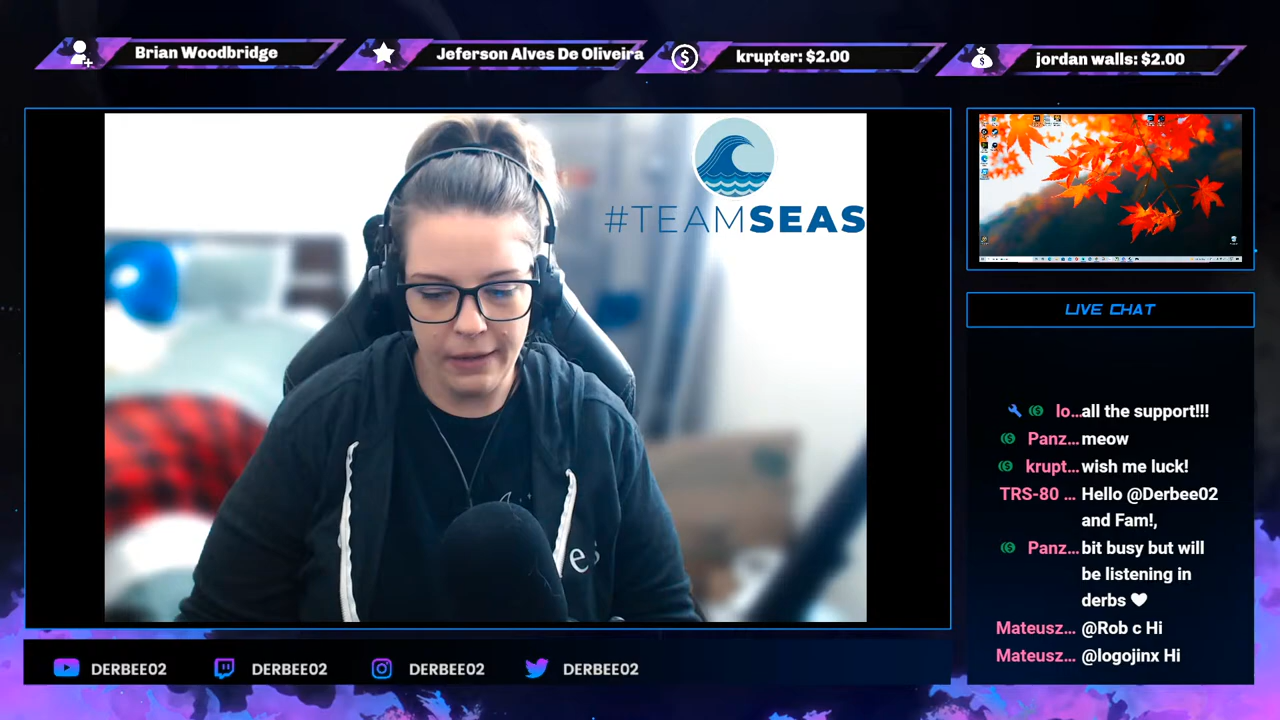 Brian Woodbridge
Jeferson Alves De Oliveira
krupter: $2.00
jordan walls: $2.00
#TEAMSEAS
LIVE CHAT
lo... all the support!!!
Panz... meow
krupt... wish me luck!
TRS-80 ... Hello @Derbee02
and Fam!,
Panz... bit busy but will
be listening in
derbs
Mateusz... @Rob c Hi
Mateusz... @logojinx Hi
DERBEE02
DERBEE02
DERBEE02
DERBEE02